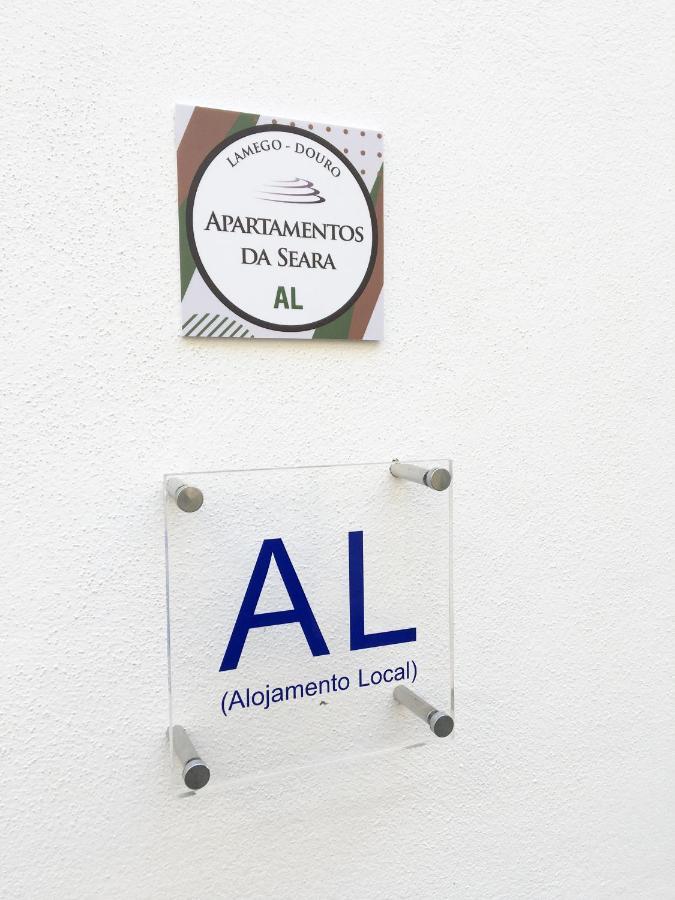 LAMEGO - DOURO
APARTAMENTOS
DA SEARA
AL
AL
(Alojamento Local)